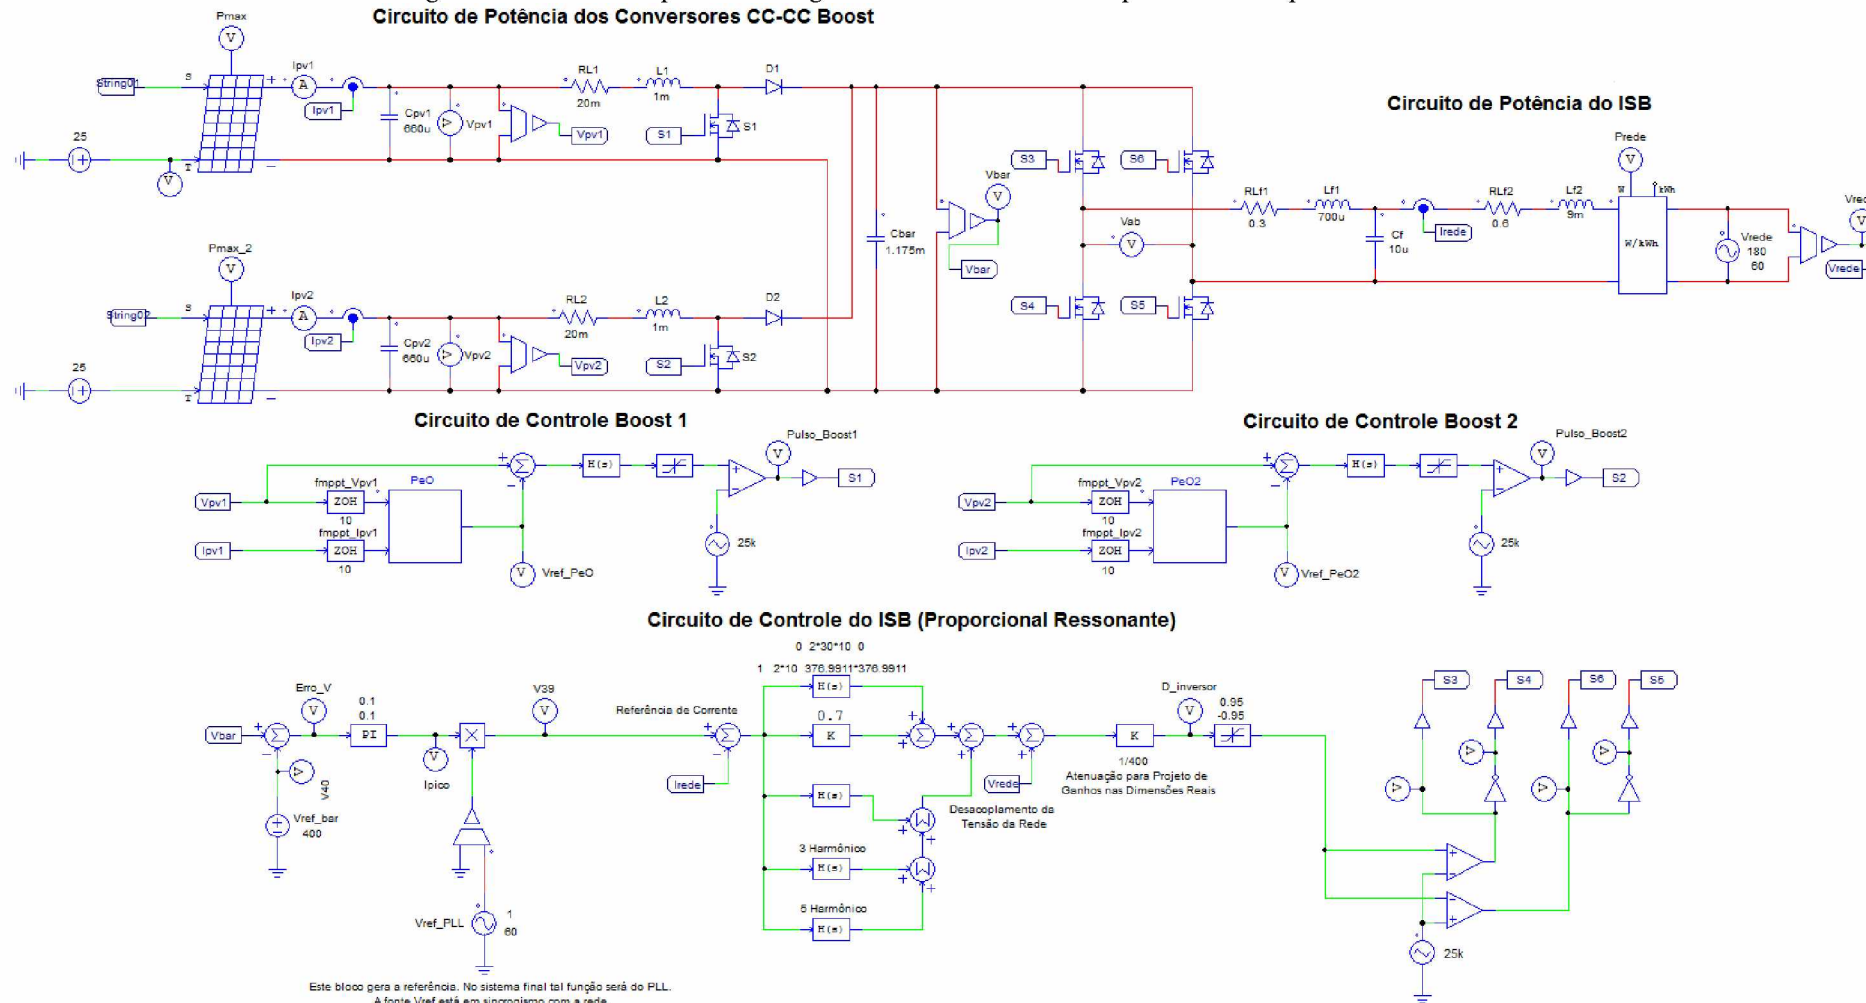 Circuito de Potência dos Conversores CC-CC Boost
Pmax
V
String01
S
T
25
V
Ipv1
A
Ipv1
Cpv1
660u
V
Vpv1
Vpv1
RL1
20m
L1
1m
D1
S1
S1
Pmax_2
V
String02
S
T
25
Ipv2
A
Ipv2
Cpv2
660u
V
Vpv2
Vpv2
RL2
20m
L2
1m
D2
S2
S2
Cbar
1.175m
Vbar
V
Vbar
Circuito de Potência do ISB
S3
S6
S4
S5
Vab
V
RLf1
0.3
Lf1
700u
Cf
10u
Irede
RLf2
0.6
Lf2
9m
Prede
V
W
kWh
W/kWh
Vrede
180
60
V
Vrede
Circuito de Controle Boost 1
Vpv1
Ipv1
fmppt_Vpv1
ZOH
10
fmppt_Ipv1
ZOH
10
PeO
V
Vref_PeO
Σ
H(s)
Pulso_Boost1
V
S1
25k
Circuito de Controle Boost 2
Vpv2
Ipv2
fmppt_Vpv2
ZOH
10
fmppt_Ipv2
ZOH
10
PeO2
V
Vref_PeO2
Σ
H(s)
Pulso_Boost2
V
S2
25k
Circuito de Controle do ISB (Proporcional Ressonante)
0 2*30*10 0
1 2*10 376.9911*376.9911
H(s)
0.7
K
H(s)
3 Harmônico
H(s)
5 Harmônico
H(s)
Vbar
Σ
Erro_V
V
0.1
0.1
PI
V
V40
Vref_bar
400
V
Ipico
V39
V
Vref_PLL
1
60
Referência de Corrente
Σ
Irede
Σ
Σ
Σ
Σ
Σ
Vrede
Desacoplamento da
Tensão da Rede
K
1/400
Atenuação para Projeto de
Ganhos nas Dimensões Reais
D_inversor
V
0.95
-0.95
S3
S4
S6
S5
V
V
V
V
25k
Este bloco gera a referência. No sistema final tal função será do PLL.
A fonte Vref está em sincronismo com a rede